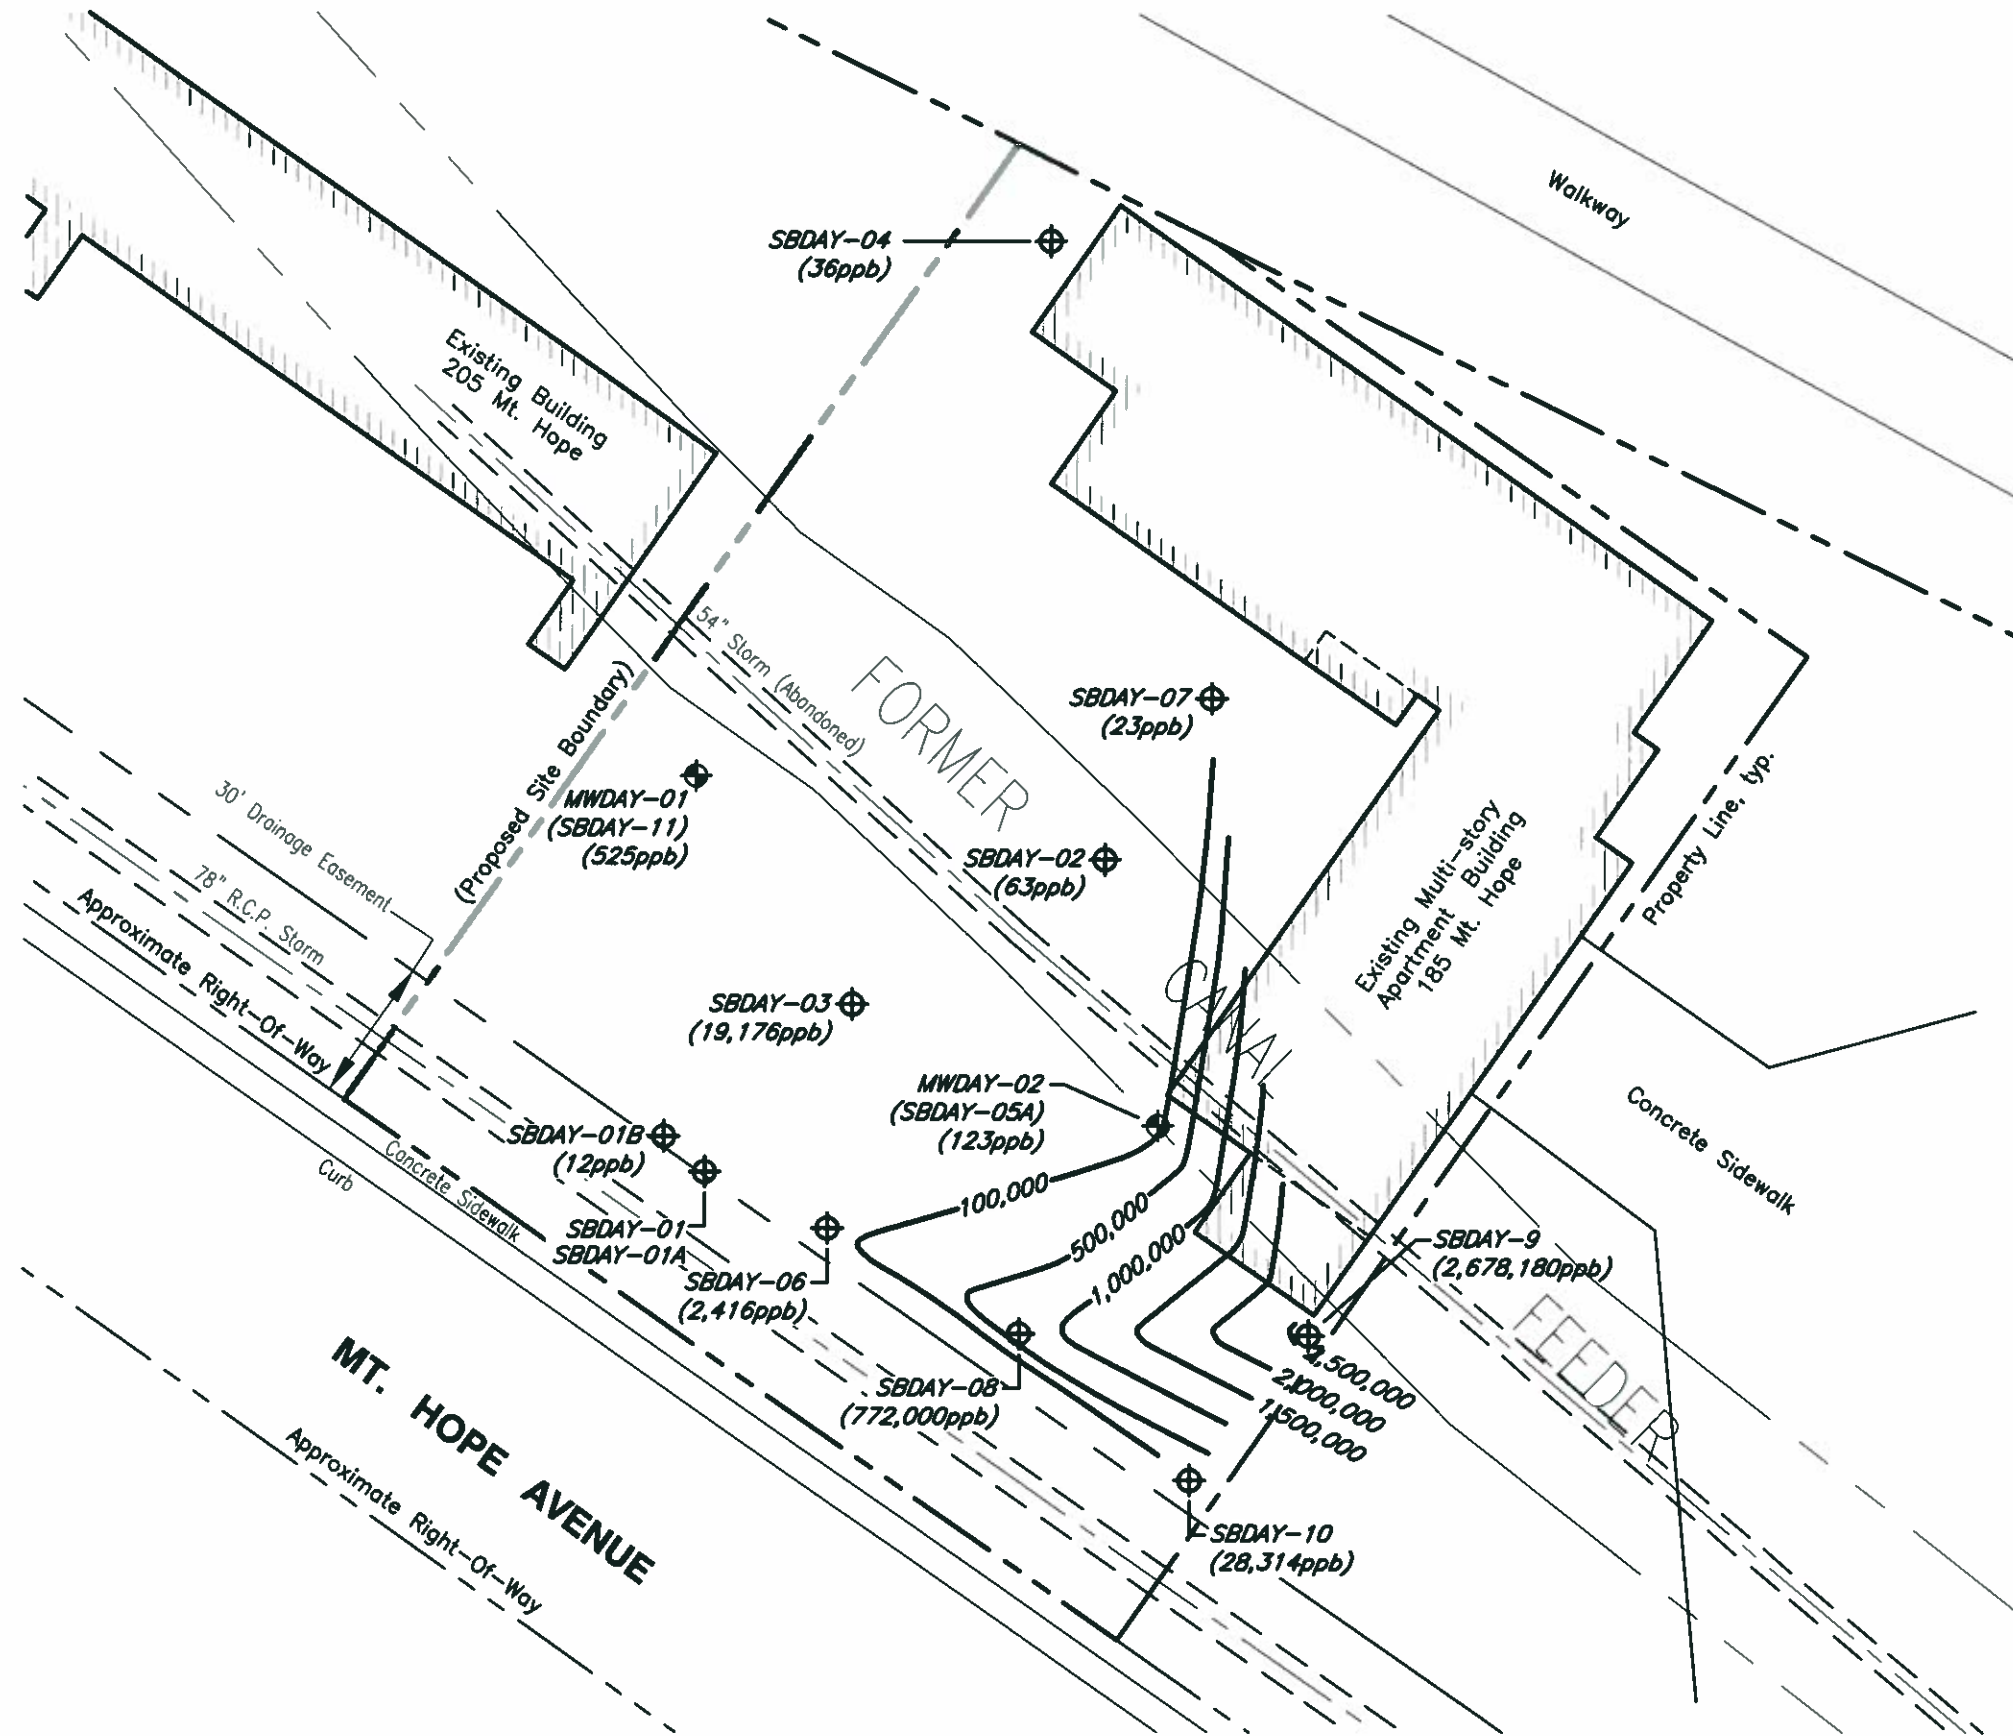 Walkway
SBDAY-04
(36ppb)
Existing Building
205 Mt. Hope
54" Storm (Abandoned)
FORMER
SBDAY-07
(23ppb)
(Proposed Site Boundary)
MWDAY-01
(SBDAY-11)
(525ppb)
SBDAY-02
(63ppb)
Existing Multi-story
Apartment Building
185 Mt. Hope
Property Line, typ.
30' Drainage Easement
78" R.C.P. Storm
Approximate Right-Of-Way
CANAL
SBDAY-03
(19,176ppb)
MWDAY-02
(SBDAY-05A)
(123ppb)
Concrete Sidewalk
SBDAY-01B
(12ppb)
Concrete Sidewalk
Curb
SBDAY-01
SBDAY-01A
SBDAY-06
(2,416ppb)
100,000
500,000
1,000,000
SBDAY-9
(2,678,180ppb)
FEEDER
SBDAY-08
(772,000ppb)
2,500,000
2,000,000
1,500,000
MT. HOPE AVENUE
Approximate Right-Of-Way
SBDAY-10
(28,314ppb)